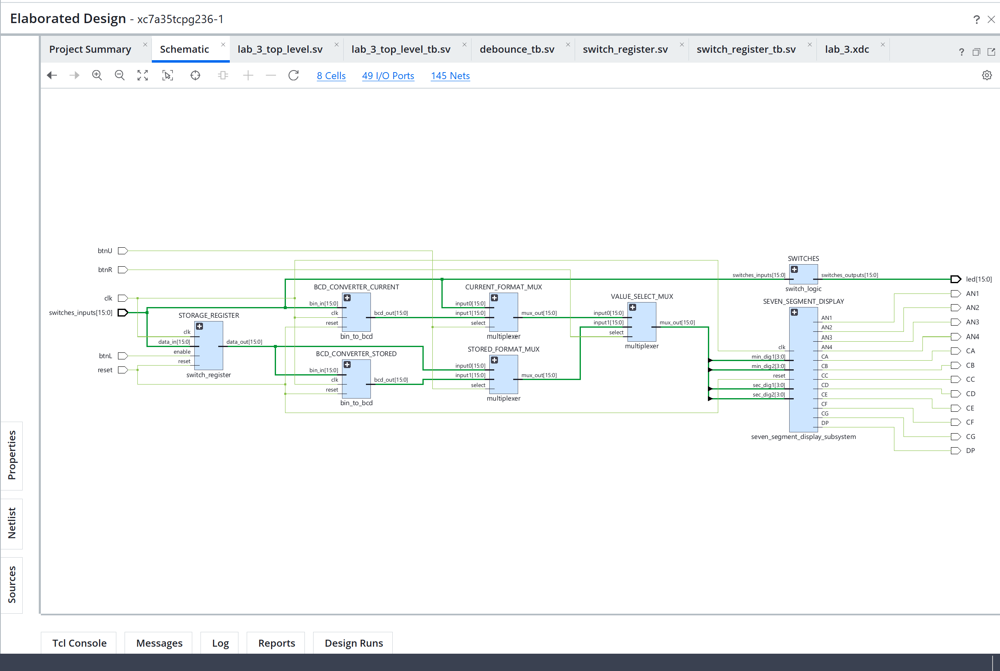 Elaborated Design - xc7a35tcpg236-1
Project Summary
Schematic
lab_3_top_level.sv
lab_3_top_level_tb.sv
debounce_tb.sv
switch_register.sv
switch_register_tb.sv
lab_3.xdc
8 Cells
49 I/O Ports
145 Nets
btnU
btnR
clk
switches_inputs[15:0]
btnL
reset
STORAGE_REGISTER
clk
data_in[15:0]
enable
reset
data_out[15:0]
switch_register
BCD_CONVERTER_CURRENT
bin_in[15:0]
clk
reset
bcd_out[15:0]
bin_to_bcd
BCD_CONVERTER_STORED
bin_in[15:0]
clk
reset
bcd_out[15:0]
bin_to_bcd
CURRENT_FORMAT_MUX
input0[15:0]
input1[15:0]
select
mux_out[15:0]
multiplexer
STORED_FORMAT_MUX
input0[15:0]
input1[15:0]
select
mux_out[15:0]
multiplexer
VALUE_SELECT_MUX
input0[15:0]
input1[15:0]
select
mux_out[15:0]
multiplexer
SWITCHES
switches_inputs[15:0]
switches_outputs[15:0]
switch_logic
SEVEN_SEGMENT_DISPLAY
clk
min_dig1[3:0]
min_dig2[3:0]
reset
sec_dig1[3:0]
sec_dig2[3:0]
AN1
AN2
AN3
AN4
CA
CB
CC
CD
CE
CF
CG
DP
seven_segment_display_subsystem
led[15:0]
AN1
AN2
AN3
AN4
CA
CB
CC
CD
CE
CF
CG
DP
Properties
Netlist
Sources
Tcl Console
Messages
Log
Reports
Design Runs